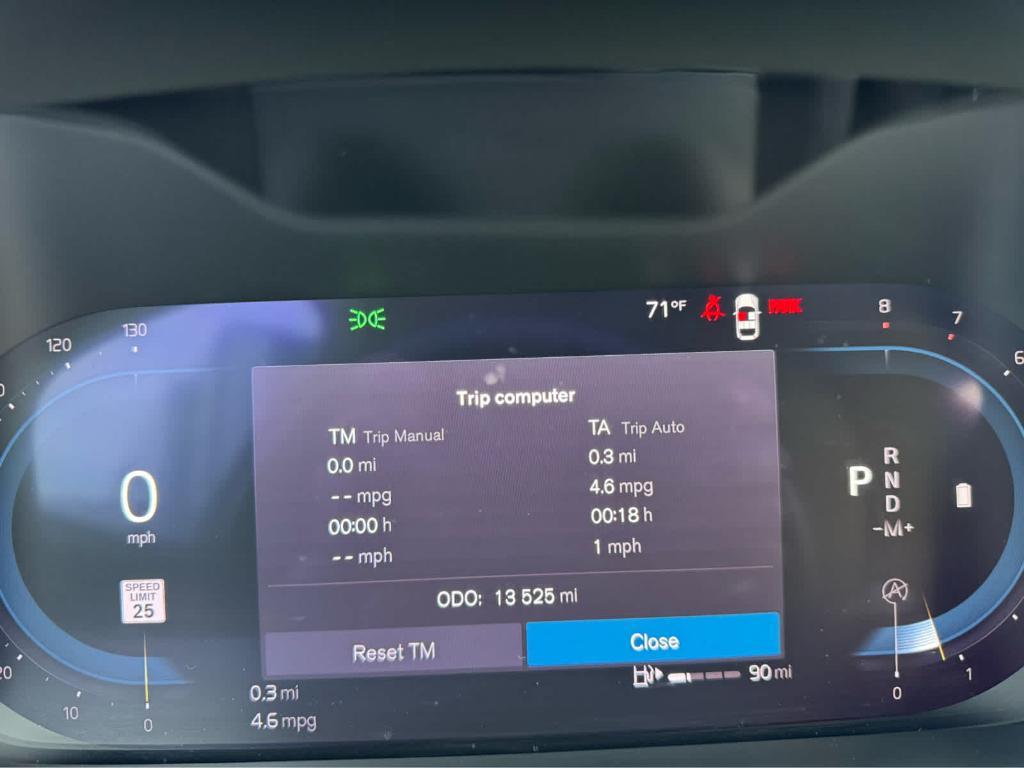 130
120
71°F
8
7
6
Trip computer
TM Trip Manual
TA Trip Auto
0.0 mi
0.3 mi
-- mpg
4.6 mpg
00:00 h
00:18 h
-- mph
1 mph
ODO: 13 525 mi
Reset TM
Close
0
mph
SPEED
LIMIT
25
P
R
N
D
-M+
A
90 mi
0.3 mi
4.6 mpg
10
0
0
1